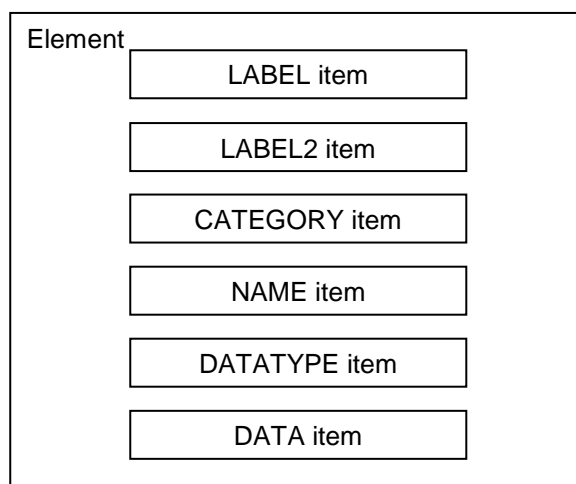 Element
LABEL item
LABEL2 item
CATEGORY item
NAME item
DATATYPE item
DATA item